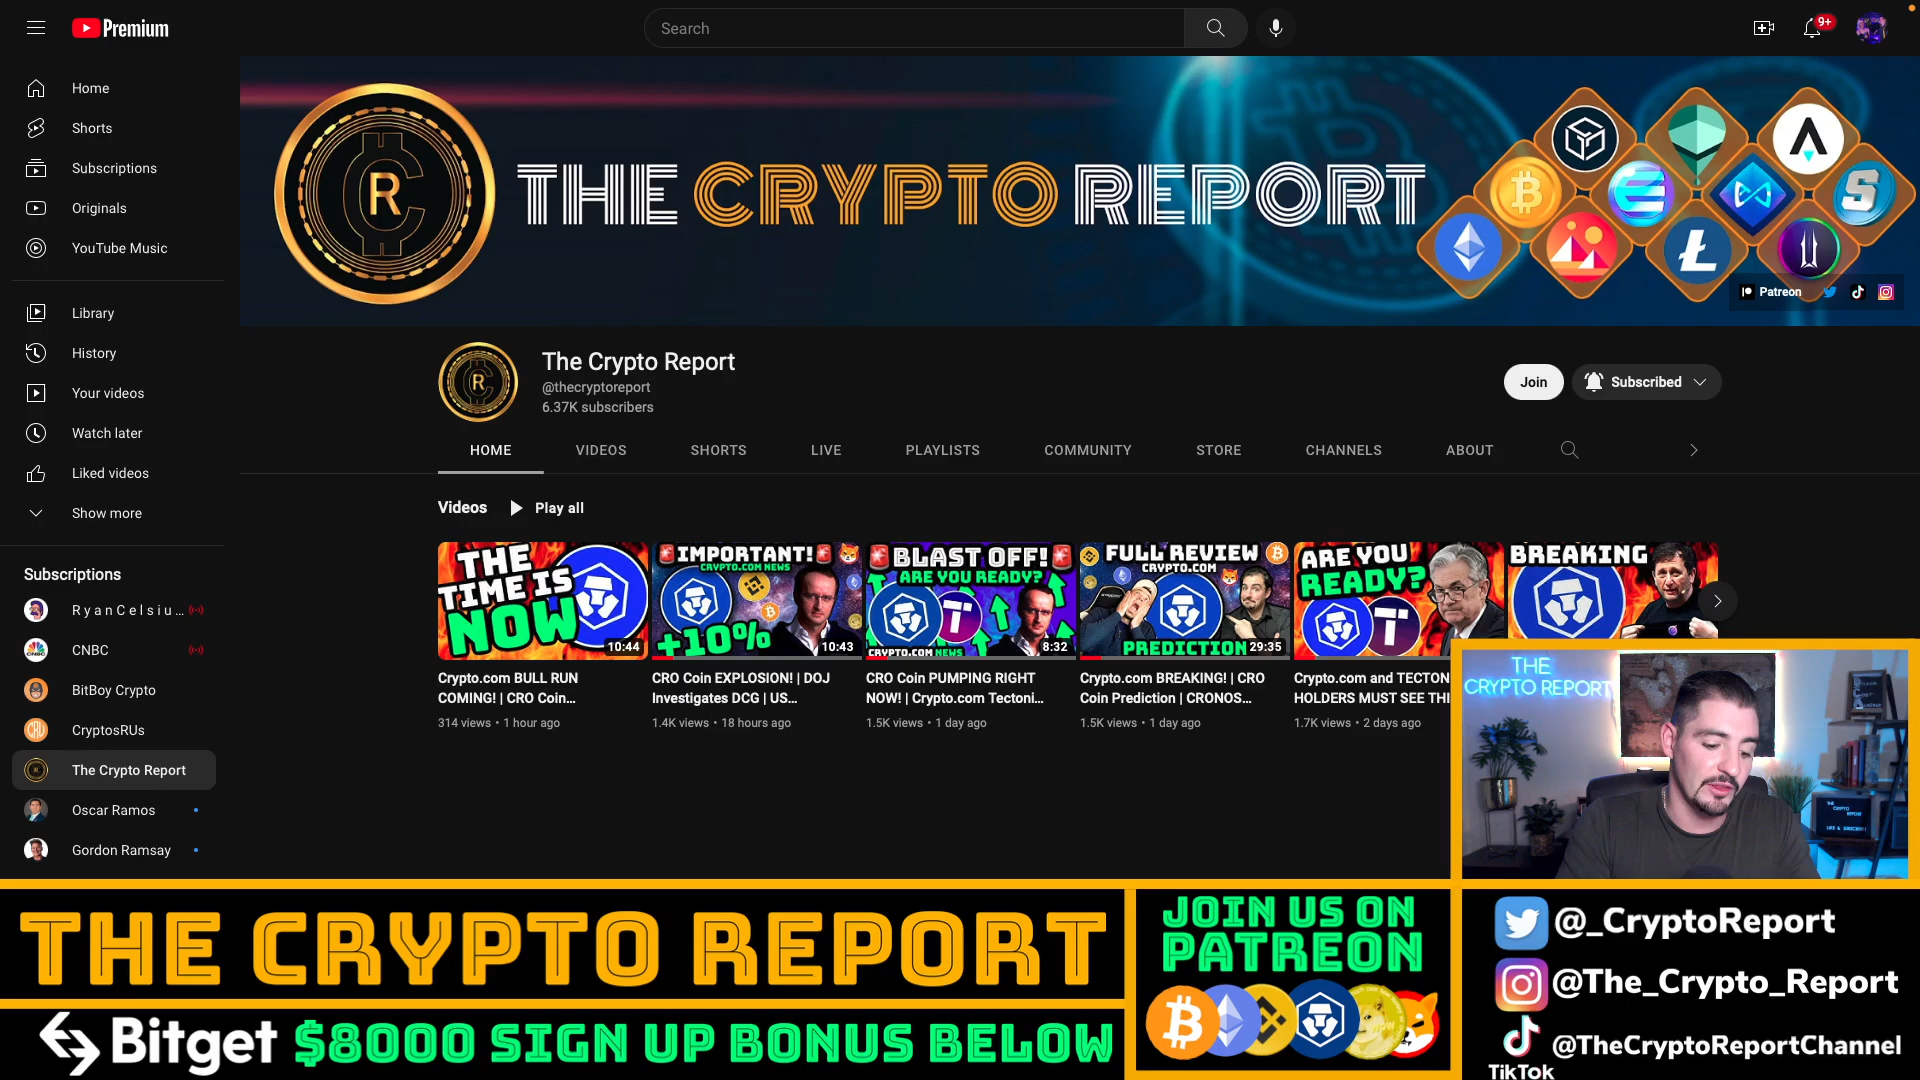 Premium
Search
9+
Home
Shorts
Subscriptions
Originals
YouTube Music
Library
History
Your videos
Watch later
Liked videos
Show more
Subscriptions
R y a n C e l s i u ...
CNBC
BitBoy Crypto
CryptosRUs
The Crypto Report
Oscar Ramos
Gordon Ramsay
R
THE CRYPTO REPORT
Patreon
R
The Crypto Report
@thecryptoreport
6.37K subscribers
Join
Subscribed
HOME
VIDEOS
SHORTS
LIVE
PLAYLISTS
COMMUNITY
STORE
CHANNELS
ABOUT
Videos
Play all
THE
TIME IS
NOW
10:44
IMPORTANT!
CRYPTO.COM NEWS
+10%
10:43
BLAST OFF!
ARE YOU READY?
CRYPTO.COM NEWS
8:32
FULL REVIEW
CRYPTO.COM
PREDICTION
29:35
ARE YOU
READY?
BREAKING
Crypto.com BULL RUN
COMING! | CRO Coin...
314 views • 1 hour ago
CRO Coin EXPLOSION! | DOJ
Investigates DCG | US...
1.4K views • 18 hours ago
CRO Coin PUMPING RIGHT
NOW! | Crypto.com Tectoni...
1.5K views • 1 day ago
Crypto.com BREAKING! | CRO
Coin Prediction | CRONOS...
1.5K views • 1 day ago
Crypto.com and TECTON
HOLDERS MUST SEE THI
1.7K views • 2 days ago
THE
CRYPTO REPORT
THE CRYPTO REPORT
Bitget $8000 SIGN UP BONUS BELOW
JOIN US ON
PATREON
@_CryptoReport
@The_Crypto_Report
@TheCryptoReportChannel
TikTok